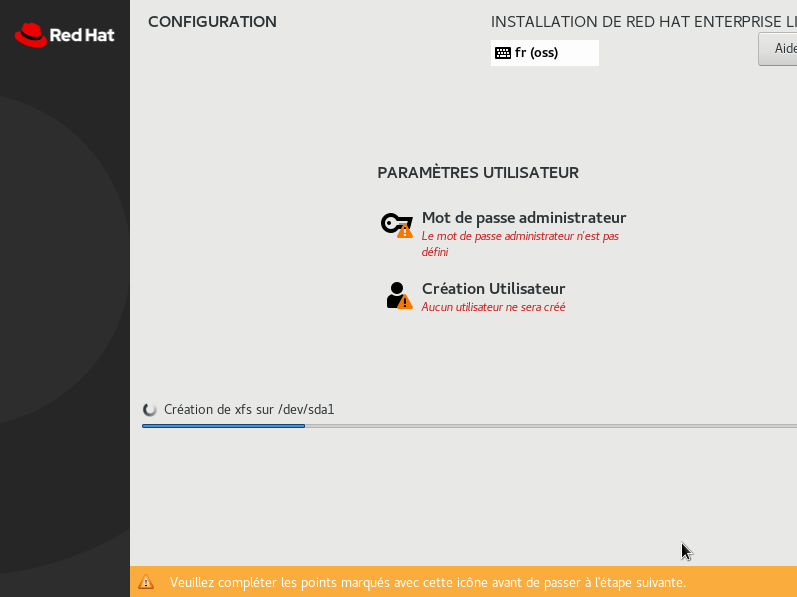 Red Hat
CONFIGURATION
INSTALLATION DE RED HAT ENTERPRISE LI
fr (oss)
Aide
PARAMÈTRES UTILISATEUR
Mot de passe administrateur
Le mot de passe administrateur n'est pas
défini
Création Utilisateur
Aucun utilisateur ne sera créé
Création de xfs sur /dev/sda1
Veuillez compléter les points marqués avec cette icône avant de passer à l'étape suivante.